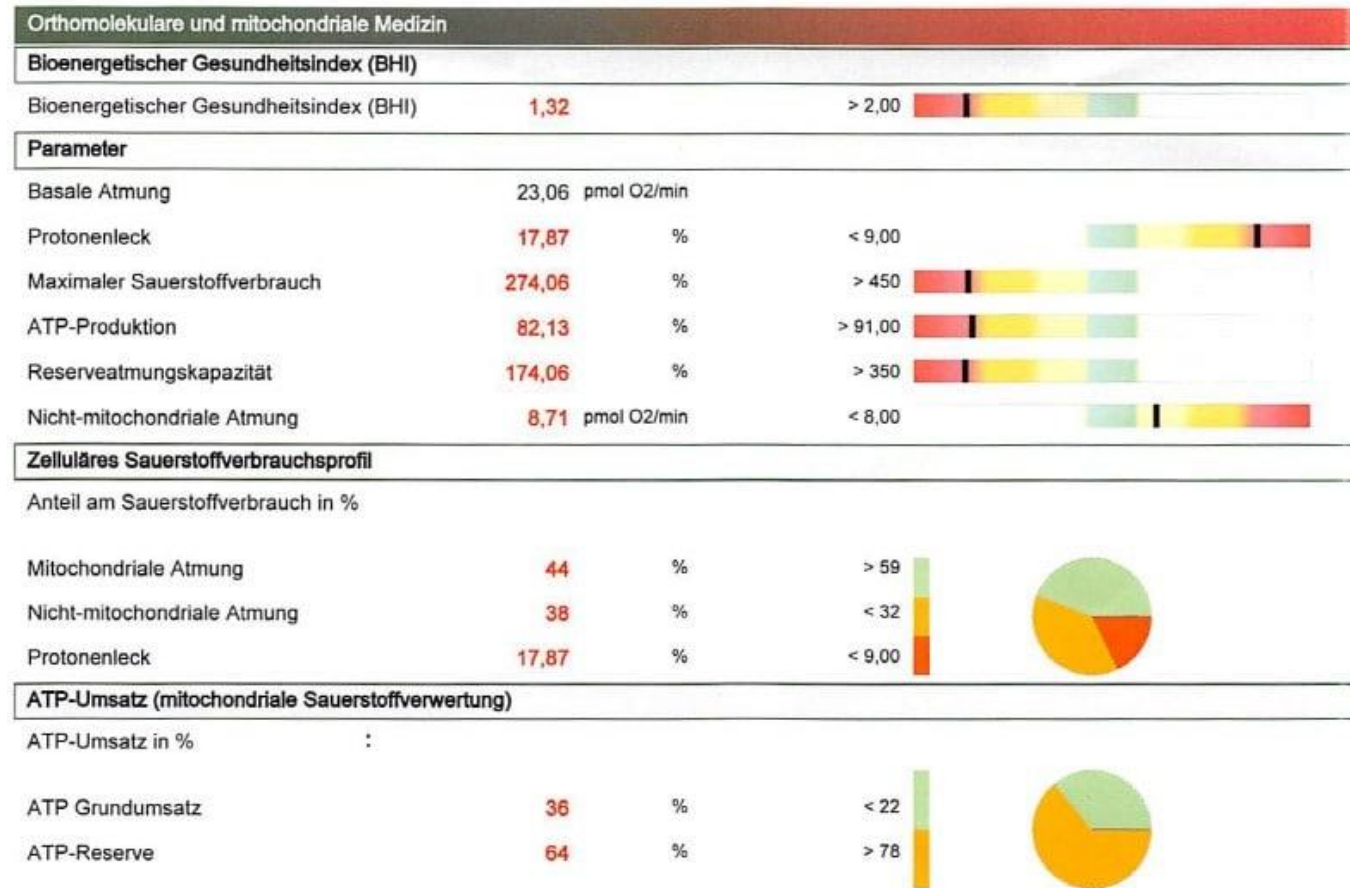 Orthomolekulare und mitochondriale Medizin
Bioenergetischer Gesundheitsindex (BHI)
Bioenergetischer Gesundheitsindex (BHI) 1,32 > 2,00
Parameter
Basale Atmung 23,06 pmol O2/min
Protonenleck 17,87 % < 9,00
Maximaler Sauerstoffverbrauch 274,06 % > 450
ATP-Produktion 82,13 % > 91,00
Reserveatmungskapazität 174,06 % > 350
Nicht-mitochondriale Atmung 8,71 pmol O2/min < 8,00
Zelluläres Sauerstoffverbrauchsprofil
Anteil am Sauerstoffverbrauch in %
Mitochondriale Atmung 44 % > 59
Nicht-mitochondriale Atmung 38 % < 32
Protonenleck 17,87 % < 9,00
ATP-Umsatz (mitochondriale Sauerstoffverwertung)
ATP-Umsatz in % :
ATP Grundumsatz 36 % < 22
ATP-Reserve 64 % > 78